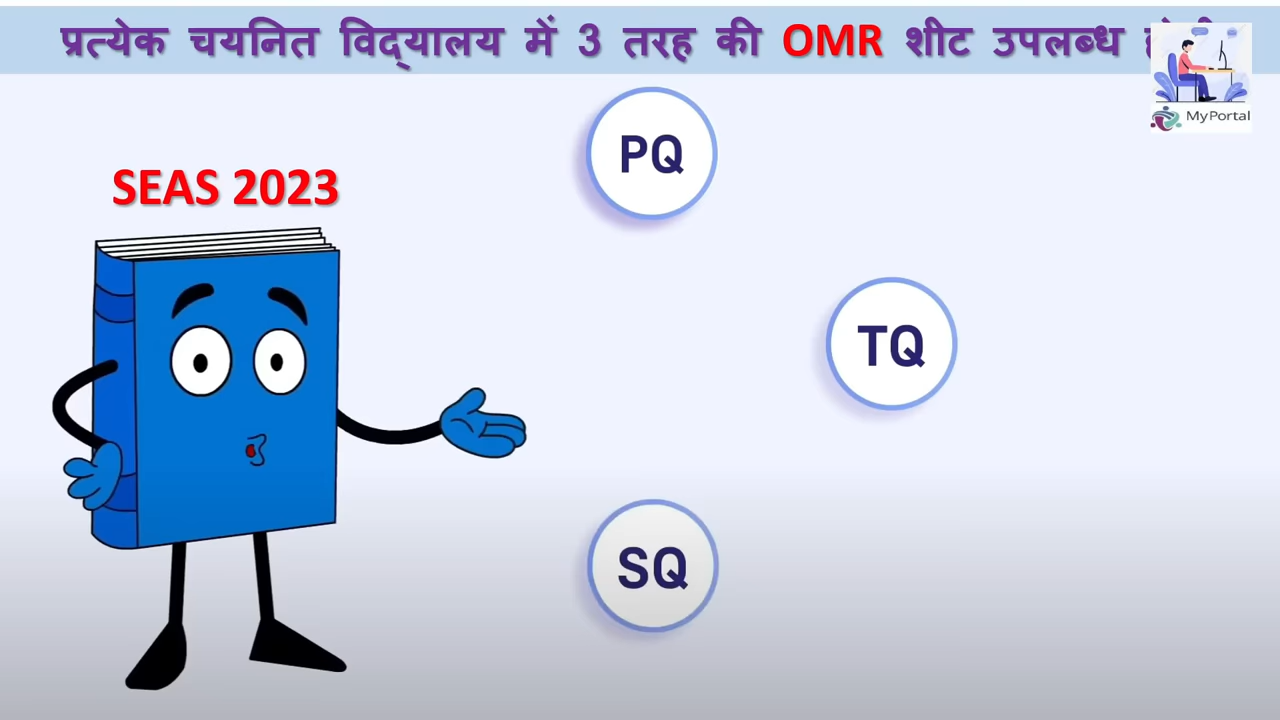 प्रत्येक चयनित विद्यालय में 3 तरह की OMR शीट उपलब्ध
MyPortal
PQ
SEAS 2023
TQ
SQ